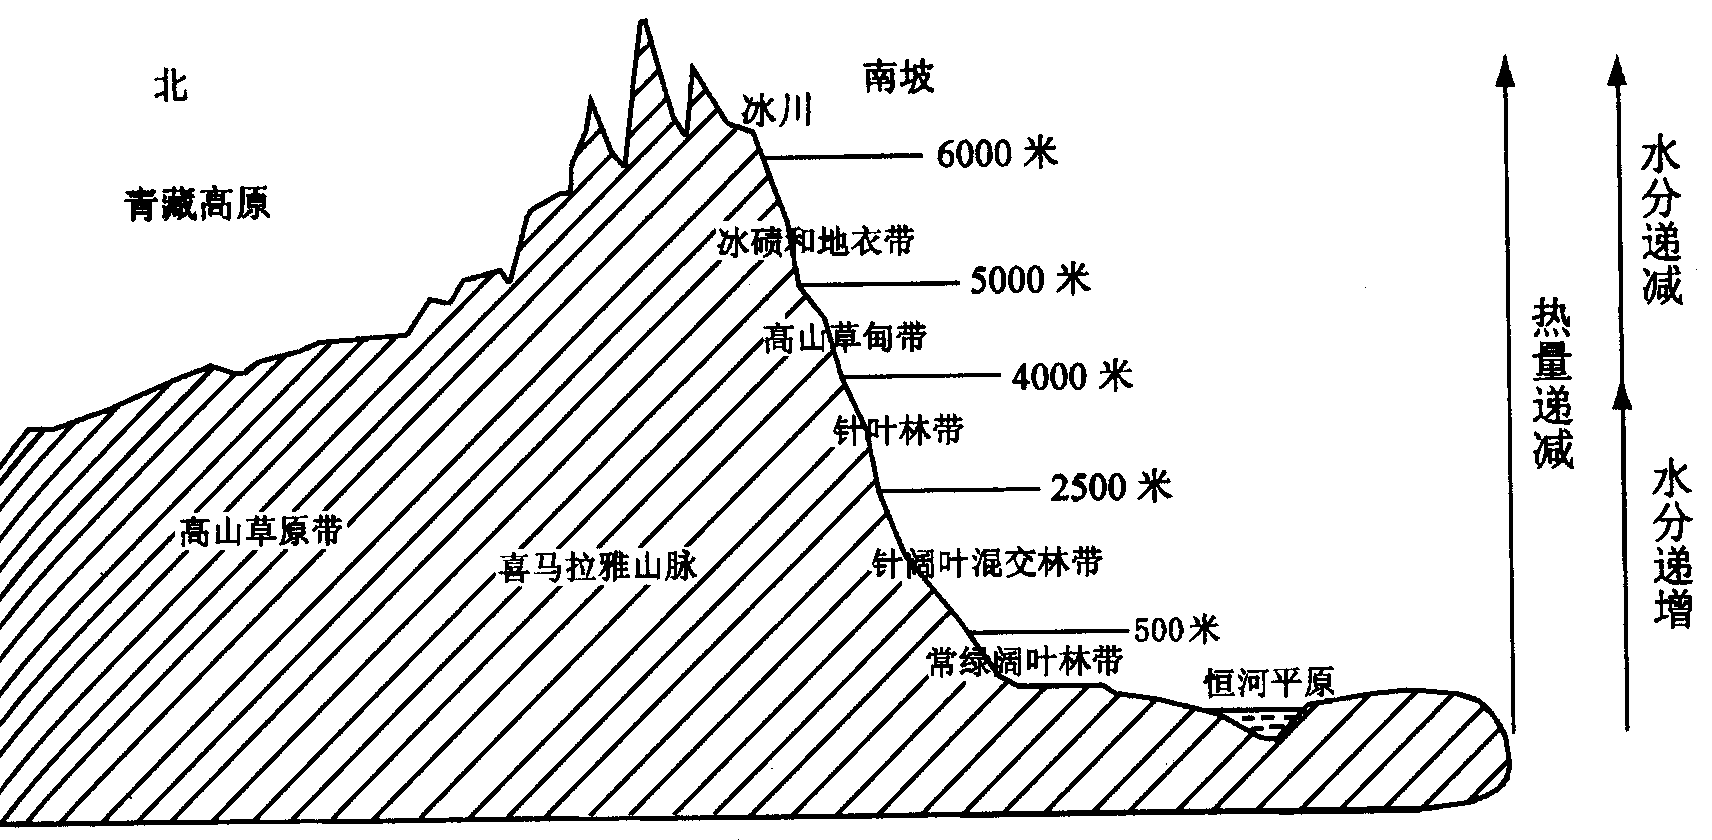 北
南坡
冰川
6000 米
青藏高原
冰碛和地衣带
5000 米
高山草甸带
4000 米
针叶林带
2500 米
高山草原带
喜马拉雅山脉
针阔叶混交林带
500米
常绿阔叶林带
恒河平原
热量递减
水分递减
水分递增